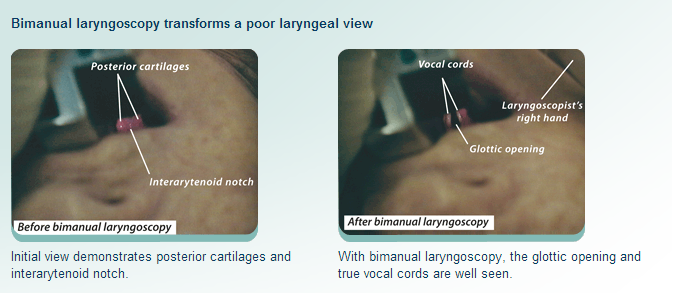 Bimanual laryngoscopy transforms a poor laryngeal view
Posterior cartilages
Interarytenoid notch
Before bimanual laryngoscopy
Initial view demonstrates posterior cartilages and
interarytenoid notch.
Vocal cords
Laryngoscopist's
right hand
Glottic opening
After bimanual laryngoscopy
With bimanual laryngoscopy, the glottic opening and
true vocal cords are well seen.